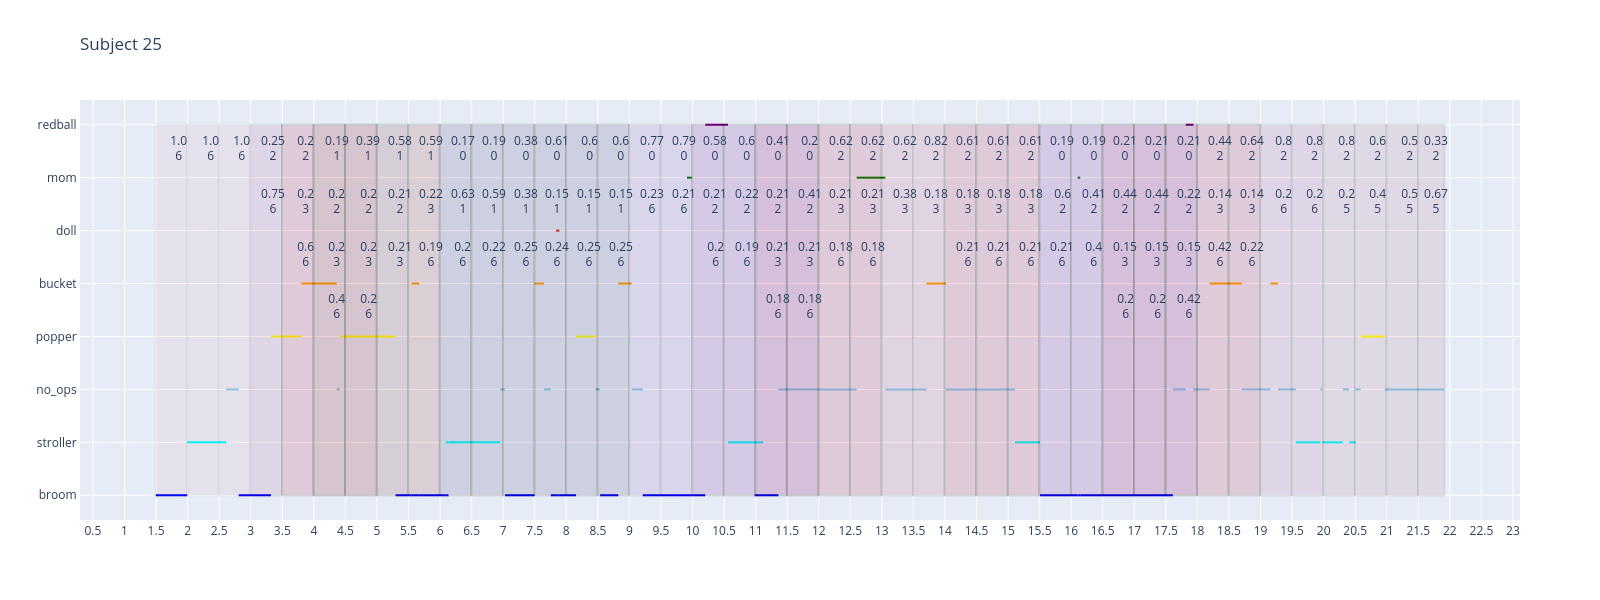 Subject 25
redball
1.0 1.0 1.0 0.25 0.2 0.19 0.39 0.58 0.59 0.17 0.19 0.38 0.61 0.6 0.6 0.77 0.79 0.58 0.6 0.41 0.2 0.62 0.62 0.62 0.82 0.61 0.61 0.61 0.19 0.19 0.21 0.21 0.21 0.44 0.64 0.8 0.8 0.8 0.6 0.5 0.33
6 6 6 2 2 1 1 1 1 0 0 0 0 0 0 0 0 0 0 0 0 2 2 2 2 2 2 2 0 0 0 0 0 2 2 2 2 2 2 2 2
mom
0.75 0.2 0.2 0.2 0.21 0.22 0.63 0.59 0.38 0.15 0.15 0.15 0.23 0.21 0.21 0.22 0.21 0.41 0.21 0.21 0.38 0.18 0.18 0.18 0.18 0.6 0.41 0.44 0.44 0.22 0.14 0.14 0.2 0.2 0.2 0.4 0.5 0.67
6 3 2 2 2 3 1 1 1 1 1 1 6 6 2 2 2 2 3 3 3 3 3 3 3 2 2 2 2 2 3 3 6 6 5 5 5 5
doll
0.6 0.2 0.2 0.21 0.19 0.2 0.22 0.25 0.24 0.25 0.25 0.2 0.19 0.21 0.21 0.18 0.18 0.21 0.21 0.21 0.21 0.4 0.15 0.15 0.15 0.42 0.22
6 3 3 3 6 6 6 6 6 6 6 6 6 3 3 6 6 6 6 6 6 6 3 3 3 6 6
bucket
0.4 0.2 0.18 0.18 0.2 0.2 0.42
6 6 6 6 6 6 6
popper
no_ops
stroller
broom
0.5 1 1.5 2 2.5 3 3.5 4 4.5 5 5.5 6 6.5 7 7.5 8 8.5 9 9.5 10 10.5 11 11.5 12 12.5 13 13.5 14 14.5 15 15.5 16 16.5 17 17.5 18 18.5 19 19.5 20 20.5 21 21.5 22 22.5 23